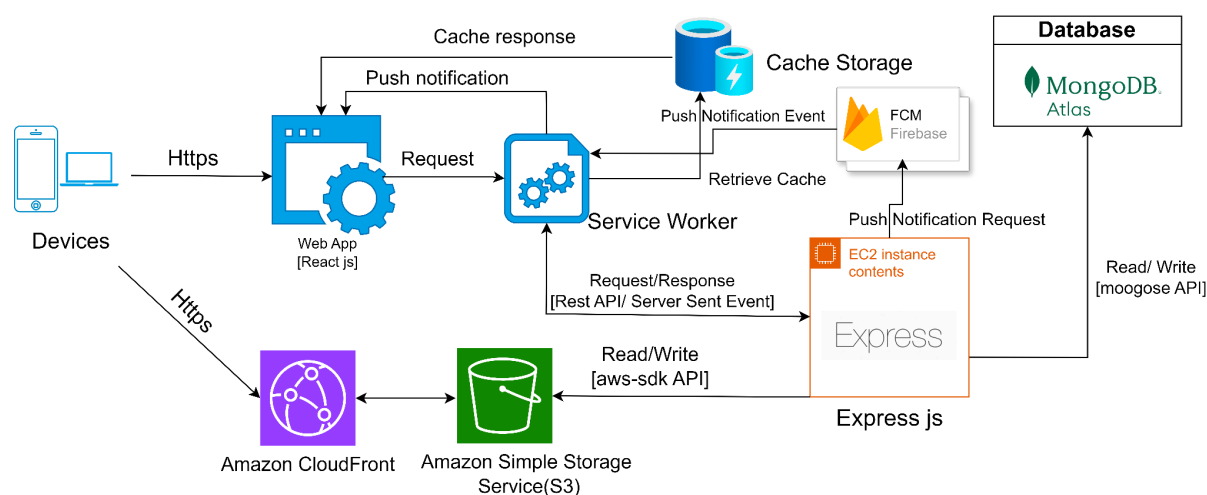 Cache response
Database
Cache Storage
MongoDB.
Atlas
Push notification
Push Notification Event
FCM
Firebase
Https
Request
Retrieve Cache
Service Worker
Push Notification Request
Devices
Web App
[React js]
EC2 instance
contents
Request/Response
[Rest API/ Server Sent Event]
Read/ Write
[moogose API]
Https
Express
Read/Write
[aws-sdk API]
Express js
Amazon CloudFront
Amazon Simple Storage
Service(S3)